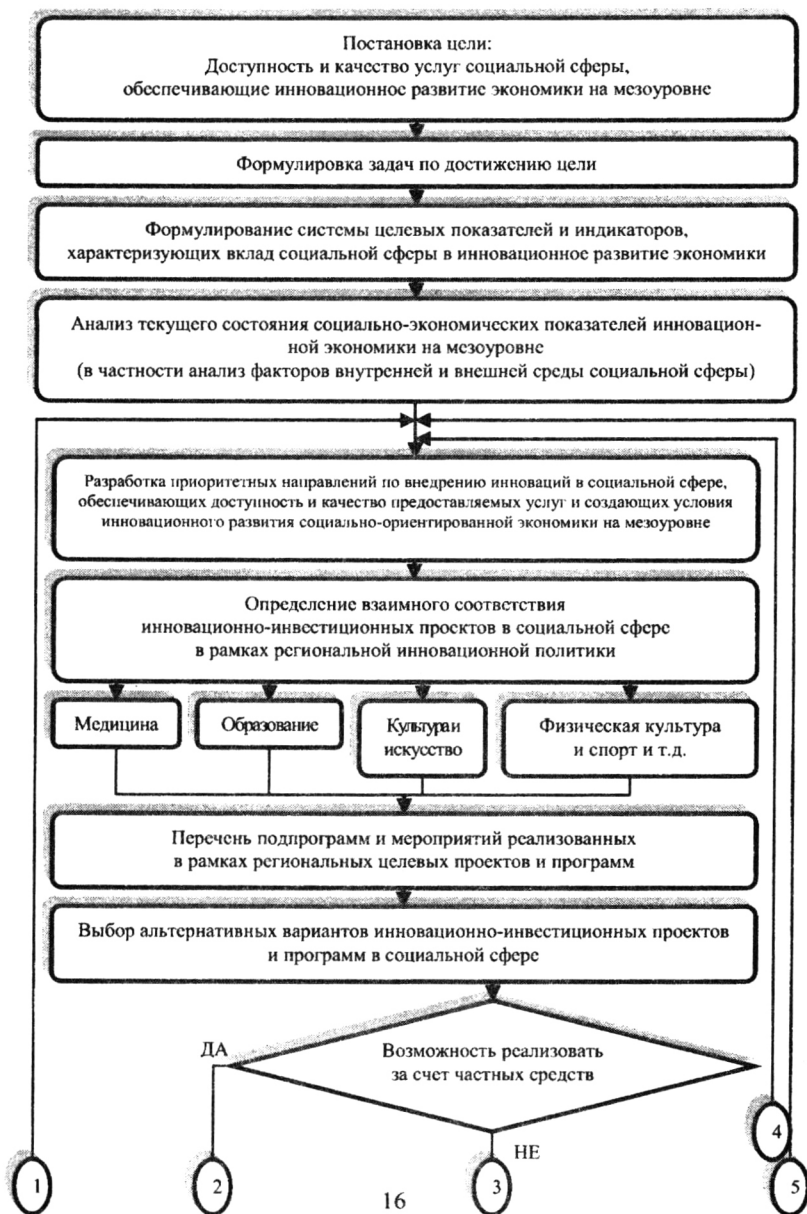 Постановка цели:
Доступность и качество услуг социальной сферы,
обеспечивающие инновационное развитие экономики на мезоуровне
Формулировка задач по достижению цели
Формулирование системы целевых показателей и индикаторов,
характеризующих вклад социальной сферы в инновационное развитие экономики
Анализ текущего состояния социально-экономических показателей инновацион-
ной экономики на мезоуровне
(в частности анализ факторов внутренней и внешней среды социальной сферы)
Разработка приоритетных направлений по внедрению инноваций в социальной сфере,
обеспечивающих доступность и качество предоставляемых услуг и создающих условия
инновационного развития социально-ориентированной экономики на мезоуровне
Определение взаимного соответствия
инновационно-инвестиционных проектов в социальной сфере
в рамках региональной инновационной политики
Медицина
Образование
Культура и
искусство
Физическая культура
и спорт и т.д.
Перечень подпрограмм и мероприятий реализованных
в рамках региональных целевых проектов и программ
Выбор альтернативных вариантов инновационно-инвестиционных проектов
и программ в социальной сфере
ДА
Возможность реализовать
за счет частных средств
НЕ
4
1
2
3
5
16